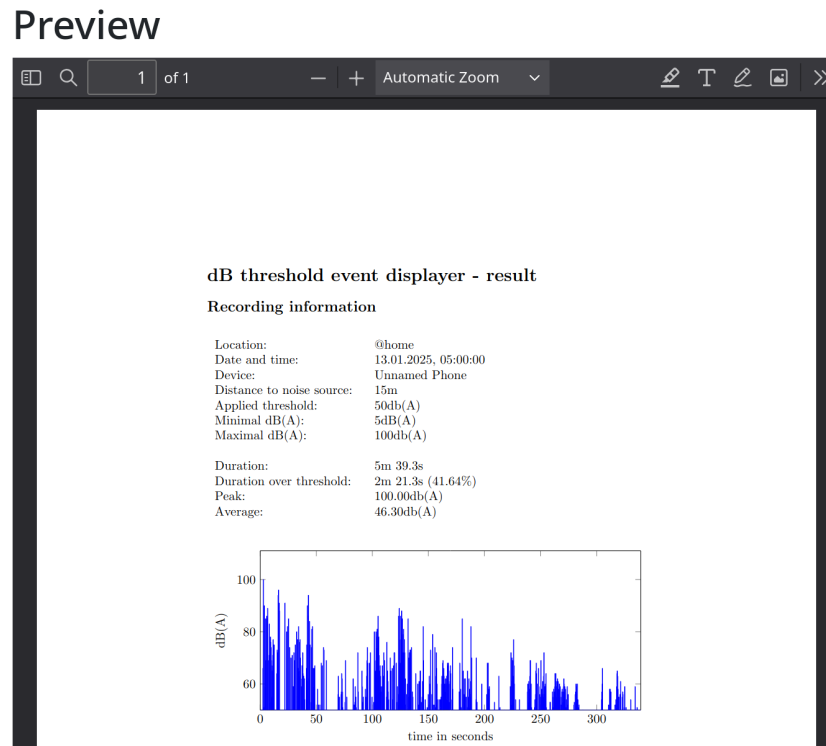 Preview
1 of 1
Automatic Zoom
dB threshold event displayer - result
Recording information
Location: @home
Date and time: 13.01.2025, 05:00:00
Device: Unnamed Phone
Distance to noise source: 15m
Applied threshold: 50db(A)
Minimal dB(A): 5dB(A)
Maximal dB(A): 100db(A)
Duration: 5m 39.3s
Duration over threshold: 2m 21.3s (41.64%)
Peak: 100.00db(A)
Average: 46.30db(A)
100
80
60
dB(A)
0 50 100 150 200 250 300
time in seconds